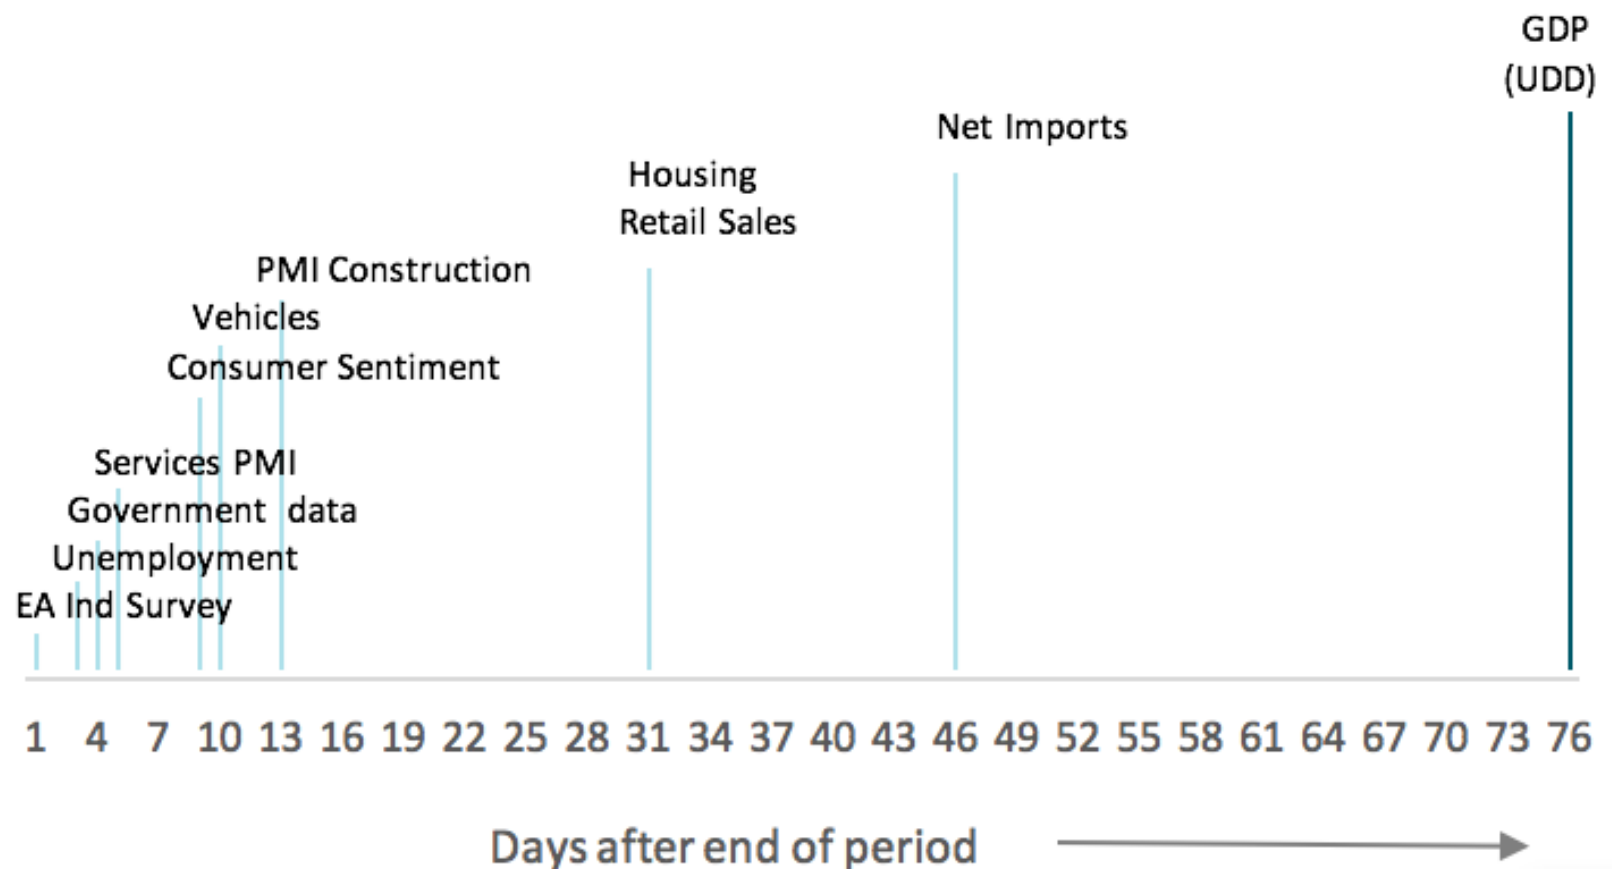 GDP
(UDD)
Net Imports
Housing
Retail Sales
PMI Construction
Vehicles
Consumer Sentiment
Services PMI
Government data
Unemployment
EA Ind Survey
1 4 7 10 13 16 19 22 25 28 31 34 37 40 43 46 49 52 55 58 61 64 67 70 73 76
Days after end of period